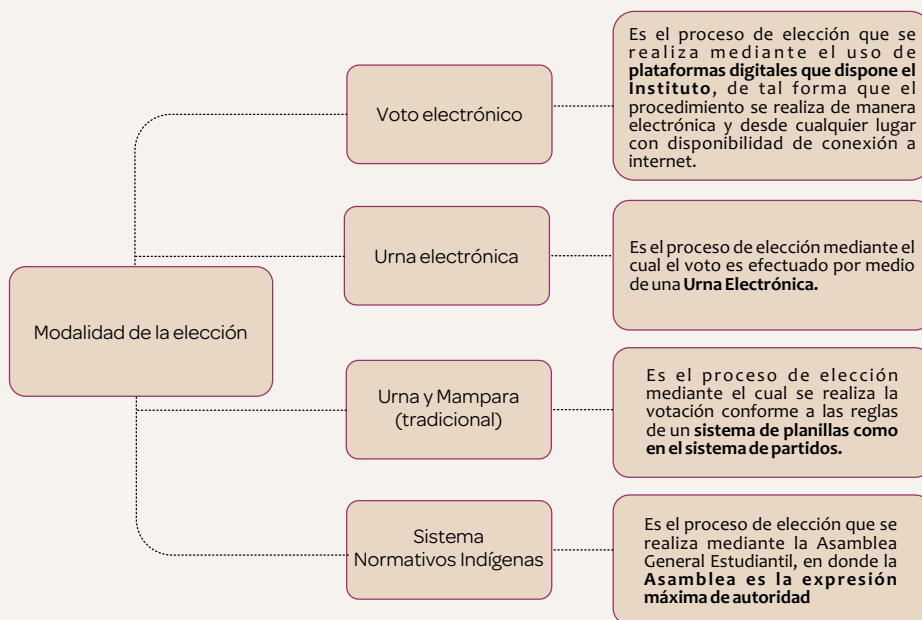 Modalidad de la elección
Voto electrónico
Es el proceso de elección que se
realiza mediante el uso de
plataformas digitales que dispone el
Instituto, de tal forma que el
procedimiento se realiza de manera
electrónica y desde cualquier lugar
con disponibilidad de conexión a
internet.
Urna electrónica
Es el proceso de elección mediante el
cual el voto es efectuado por medio
de una Urna Electrónica.
Urna y Mampara
(tradicional)
Es el proceso de elección
mediante el cual se realiza la
votación conforme a las reglas
de un sistema de planillas como
en el sistema de partidos.
Sistema
Normativos Indígenas
Es el proceso de elección que se
realiza mediante la Asamblea
General Estudiantil, en donde la
Asamblea es la expresión
máxima de autoridad